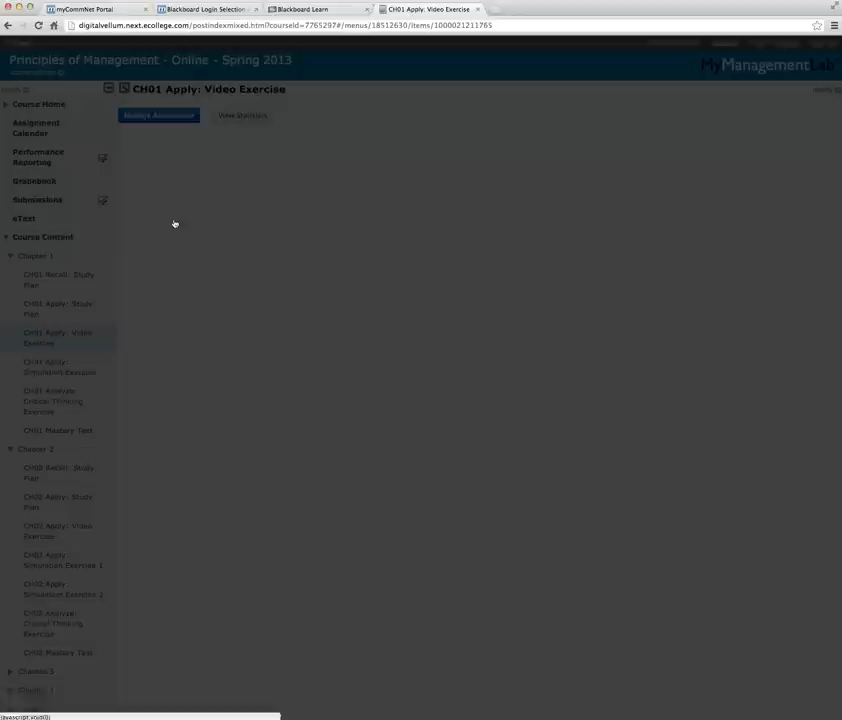 myCommNet Portal
Blackboard Login Selection -
Blackboard Learn
CH01 Apply: Video Exercise
digitalvellum.next.ecollege.com/postindexmixed.html?courseId=7765297#/menus/18512630/items/1000021211765
Principles of Management - Online - Spring 2013
MyManagementLab
CH01 Apply: Video Exercise
View Statistics
Course Home
Assignment
Calendar
Performance
Reporting
Gradebook
Submissions
eText
Course Content
Chapter 1
CH01 Recall: Study
Plan
CH01 Apply: Study
Plan
CH01 Apply: Video
Exercise
CH01 Apply:
Simulation Exercise
CH01 Analyze:
Critical Thinking
Exercise
CH01 Mastery Test
Chapter 2
CH02 Recall: Study
Plan
CH02 Apply: Study
Plan
CH02 Apply: Video
Exercise
CH02 Apply:
Simulation Exercise 1
CH02 Apply:
Simulation Exercise 2
CH02 Analyze:
Critical Thinking
Exercise
CH02 Mastery Test
javascript:void(0)